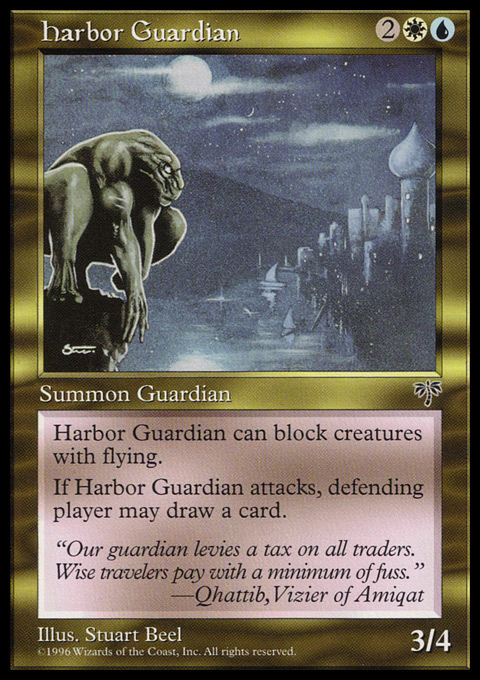 Harbor Guardian 2
Summon Guardian
Harbor Guardian can block creatures
with flying.
If Harbor Guardian attacks, defending
player may draw a card.
“Our guardian levies a tax on all traders.
Wise travelers pay with a minimum of fuss.”
—Qhattib, Vizier of Amiqat
Illus. Stuart Beel
©1996 Wizards of the Coast, Inc. All rights reserved.
3/4